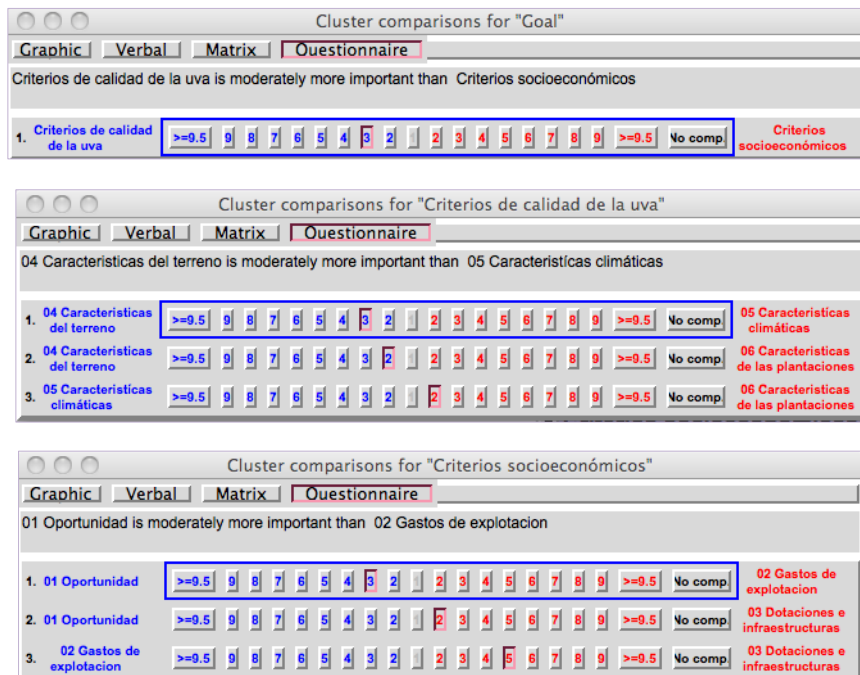 Cluster comparisons for "Goal"
Graphic Verbal Matrix Questionnaire
Criterios de calidad de la uva is moderately more important than Criterios socioeconómicos
1. Criterios de calidad de la uva >=9.5 9 8 7 6 5 4 3 2 1 2 3 4 5 6 7 8 9 >=9.5 No comp. Criterios socioeconómicos
Cluster comparisons for "Criterios de calidad de la uva"
Graphic Verbal Matrix Questionnaire
04 Caracteristicas del terreno is moderately more important than 05 Caracteristícas climáticas
1. 04 Caracteristicas del terreno >=9.5 9 8 7 6 5 4 3 2 1 2 3 4 5 6 7 8 9 >=9.5 No comp. 05 Caracteristícas climáticas
2. 04 Caracteristicas del terreno >=9.5 9 8 7 6 5 4 3 2 1 2 3 4 5 6 7 8 9 >=9.5 No comp. 06 Caracteristicas de las plantaciones
3. 05 Caracteristícas climáticas >=9.5 9 8 7 6 5 4 3 2 1 2 3 4 5 6 7 8 9 >=9.5 No comp. 06 Caracteristicas de las plantaciones
Cluster comparisons for "Criterios socioeconómicos"
Graphic Verbal Matrix Questionnaire
01 Oportunidad is moderately more important than 02 Gastos de explotacion
1. 01 Oportunidad >=9.5 9 8 7 6 5 4 3 2 1 2 3 4 5 6 7 8 9 >=9.5 No comp. 02 Gastos de explotacion
2. 01 Oportunidad >=9.5 9 8 7 6 5 4 3 2 1 2 3 4 5 6 7 8 9 >=9.5 No comp. 03 Dotaciones e infraestructuras
3. 02 Gastos de explotacion >=9.5 9 8 7 6 5 4 3 2 1 2 3 4 5 6 7 8 9 >=9.5 No comp. 03 Dotaciones e infraestructuras